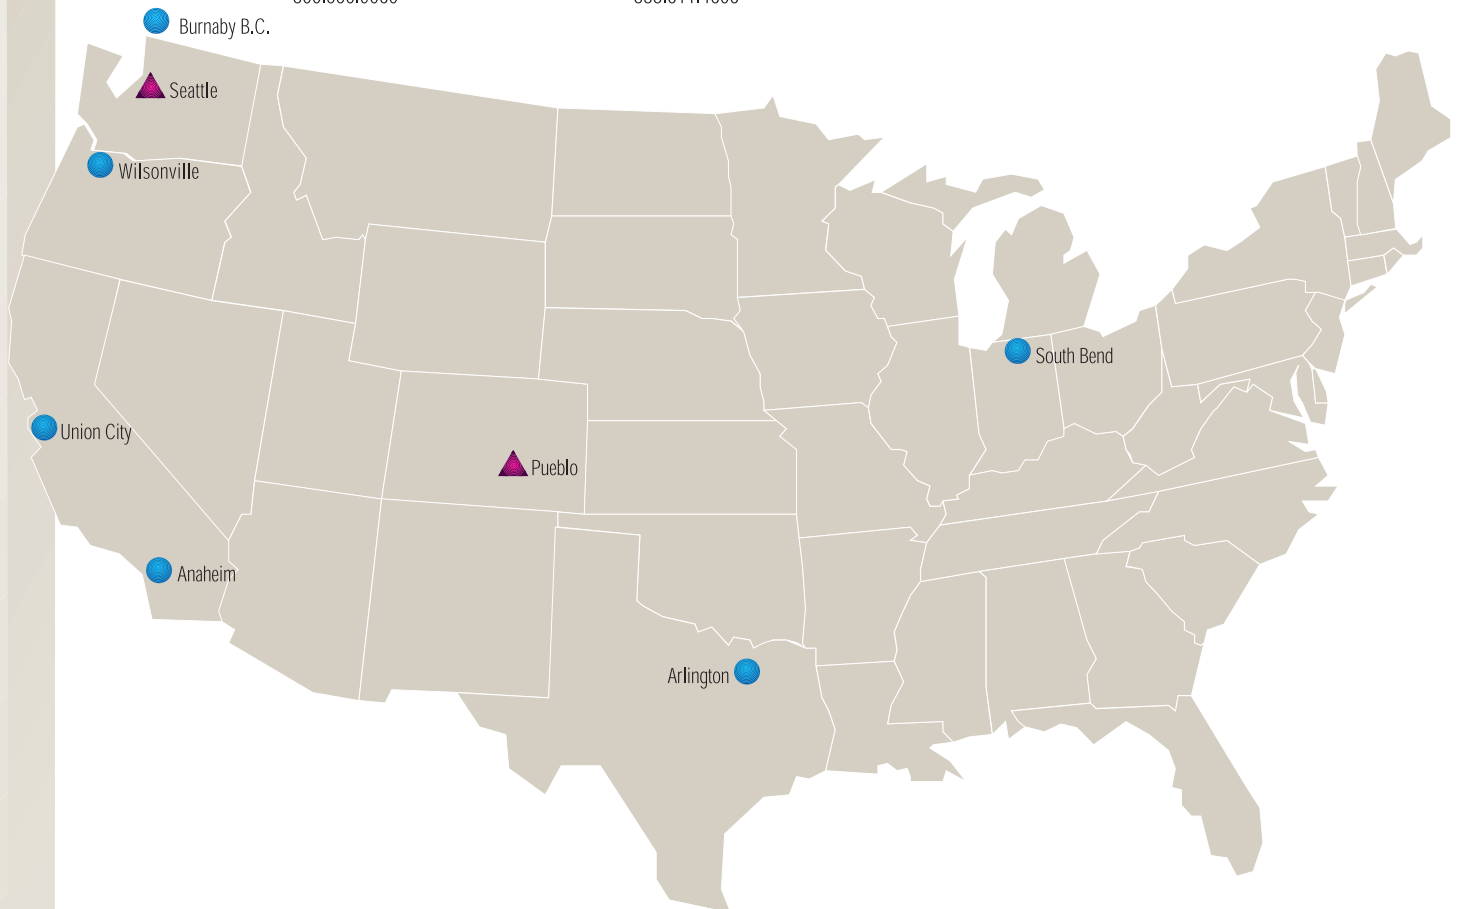 Burnaby B.C.
Seattle
Wilsonville
South Bend
Union City
Pueblo
Anaheim
Arlington